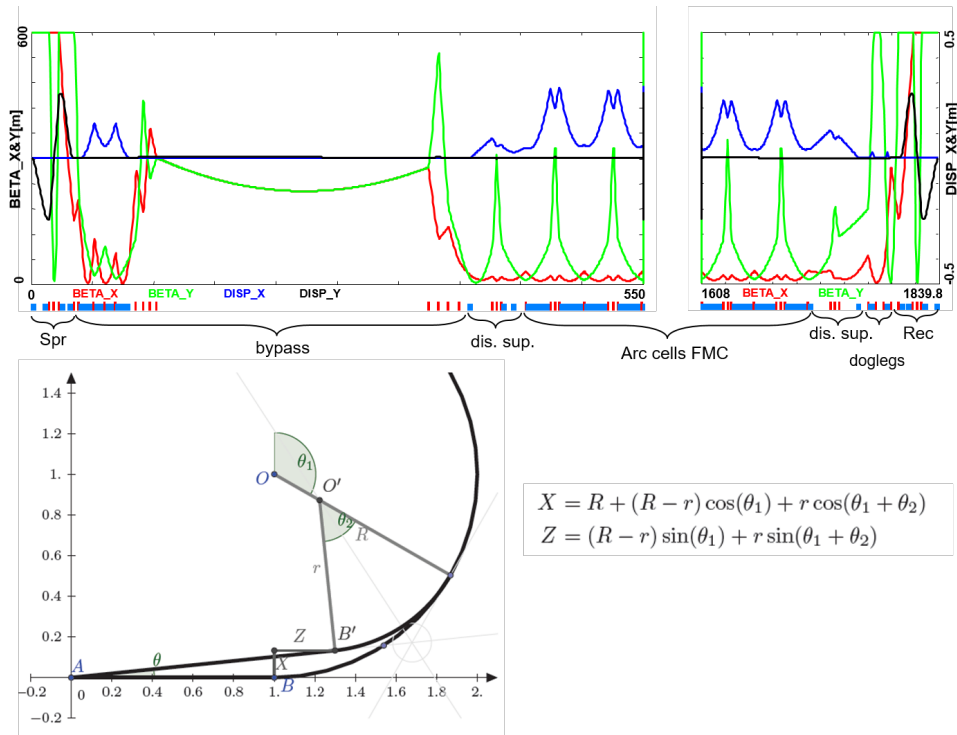 600
BETA_X&Y[m]
0
0
BETA_X BETA_Y DISP_X DISP_Y
550
0.5
DISP_X&Y[m]
-0.5
1608 BETA_X BETA_Y 1839.8
Spr
bypass
dis. sup.
Arc cells FMC
dis. sup.
doglegs
Rec
1.4
1.2
1.
0.8
0.6
0.4
0.2
−0.2
O
θ₁
O′
θ₂
R
r
Z
B′
θ
X
A
B
−0.2 0 0.2 0.4 0.6 0.8 1. 1.2 1.4 1.6 1.8 2.
X = R + (R − r) cos(θ₁) + r cos(θ₁ + θ₂)
Z = (R − r) sin(θ₁) + r sin(θ₁ + θ₂)